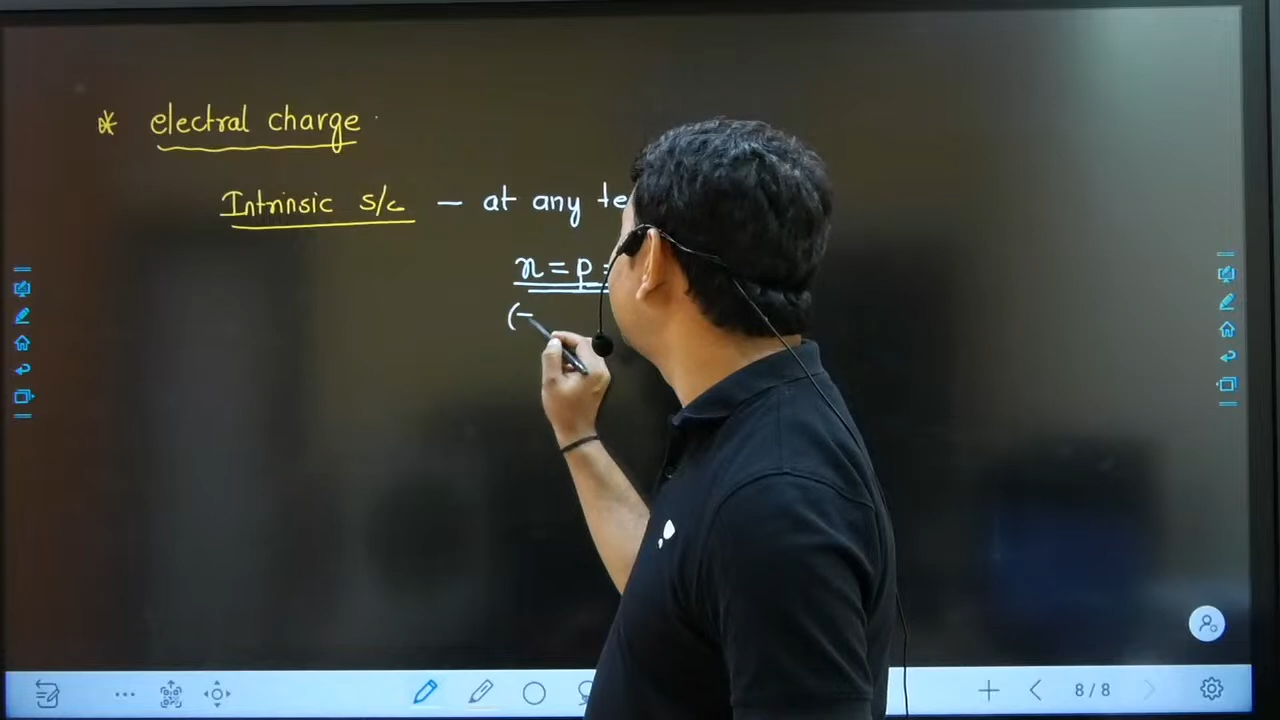 * electral charge
Intrinsic s/c – at any te
n = p =
(-
8/8